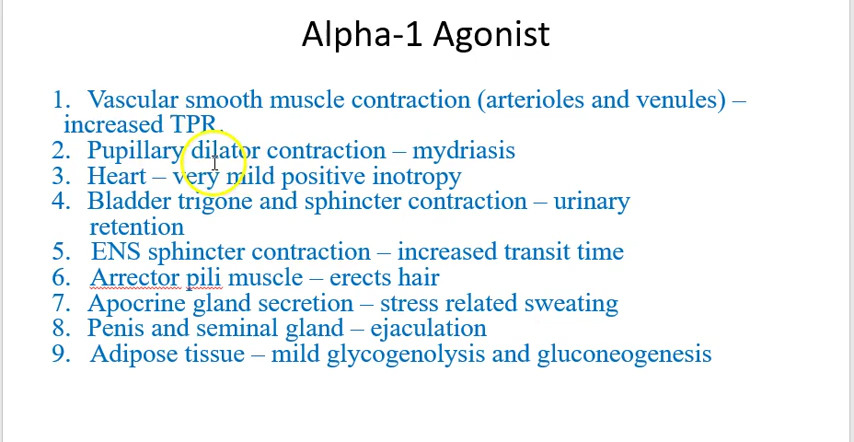 Alpha-1 Agonist
1. Vascular smooth muscle contraction (arterioles and venules) –
increased TPR.
2. Pupillary dilator contraction – mydriasis
3. Heart – very mild positive inotropy
4. Bladder trigone and sphincter contraction – urinary
retention
5. ENS sphincter contraction – increased transit time
6. Arrector pili muscle – erects hair
7. Apocrine gland secretion – stress related sweating
8. Penis and seminal gland – ejaculation
9. Adipose tissue – mild glycogenolysis and gluconeogenesis